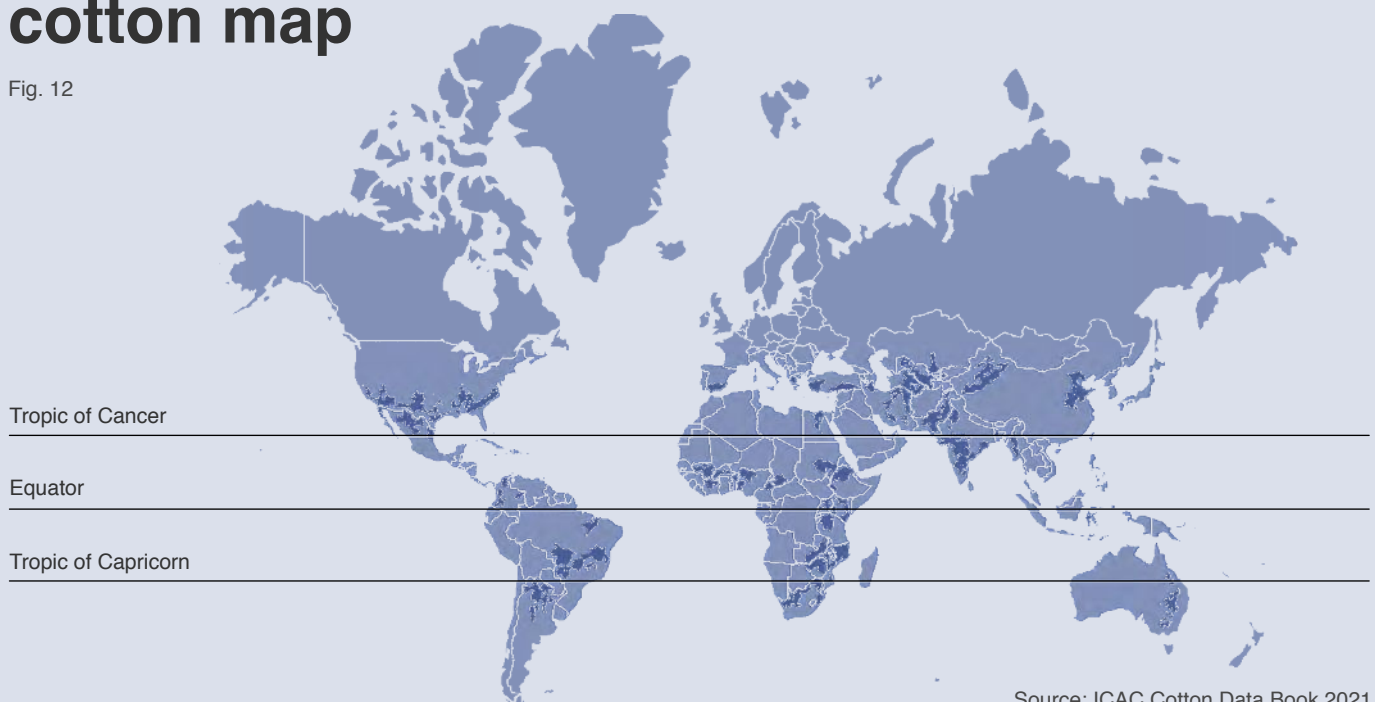 cotton map
Fig. 12
Tropic of Cancer
Equator
Tropic of Capricorn
Source: ICAC Cotton Data Book 2021